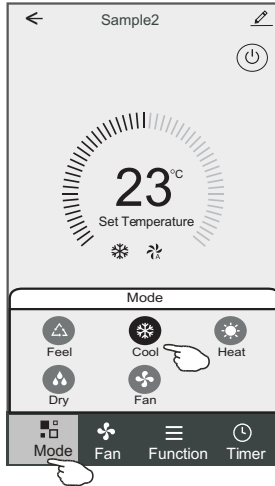 Sample2
23°C
Set Temperature
A
Mode
Feel Cool Heat
Dry Fan
Mode Fan Function Timer